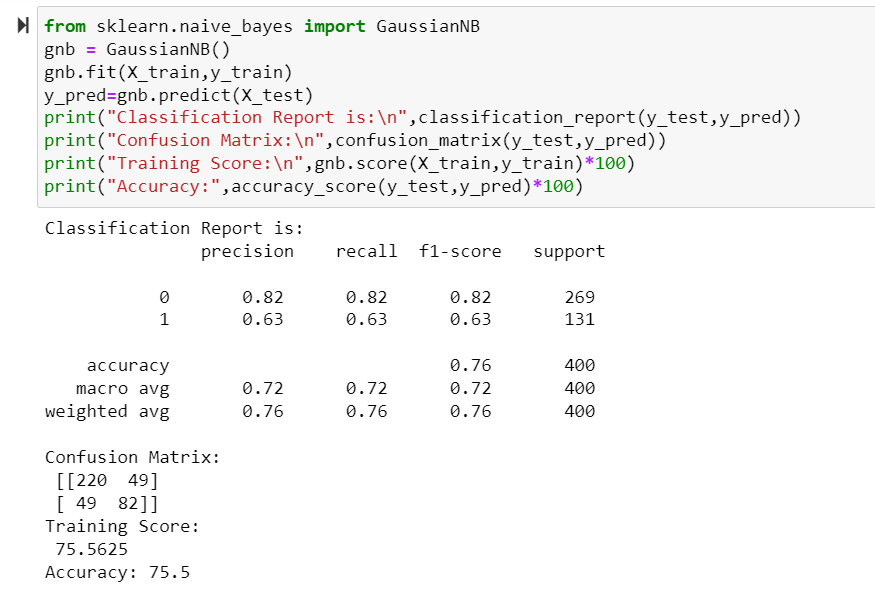 from sklearn.naive_bayes import GaussianNB
gnb = GaussianNB()
gnb.fit(X_train,y_train)
y_pred=gnb.predict(X_test)
print("Classification Report is:\n",classification_report(y_test,y_pred))
print("Confusion Matrix:\n",confusion_matrix(y_test,y_pred))
print("Training Score:\n",gnb.score(X_train,y_train)*100)
print("Accuracy:",accuracy_score(y_test,y_pred)*100)
Classification Report is:
               precision    recall  f1-score   support
           0       0.82      0.82      0.82       269
           1       0.63      0.63      0.63       131
    accuracy                           0.76       400
   macro avg       0.72      0.72      0.72       400
weighted avg       0.76      0.76      0.76       400
Confusion Matrix:
 [[220  49]
 [ 49  82]]
Training Score:
 75.5625
Accuracy: 75.5